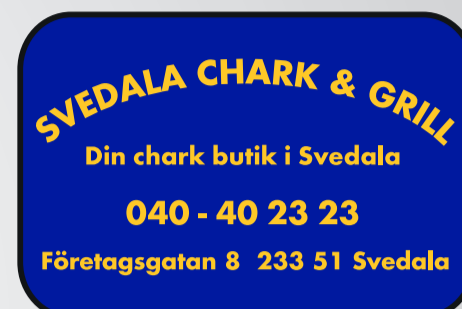 SVEDALA CHARK & GRILL
Din chark butik i Svedala
040 - 40 23 23
Företagsgatan 8 233 51 Svedala